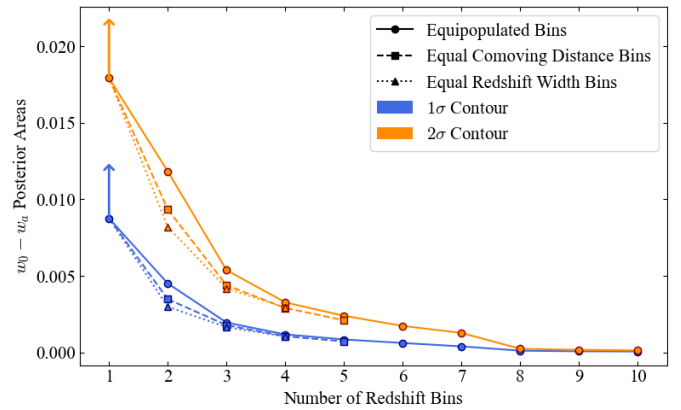 0.020
0.015
0.010
0.005
0.000
w₀ − wₐ Posterior Areas
Equipopulated Bins
Equal Comoving Distance Bins
Equal Redshift Width Bins
1σ Contour
2σ Contour
1 2 3 4 5 6 7 8 9 10
Number of Redshift Bins